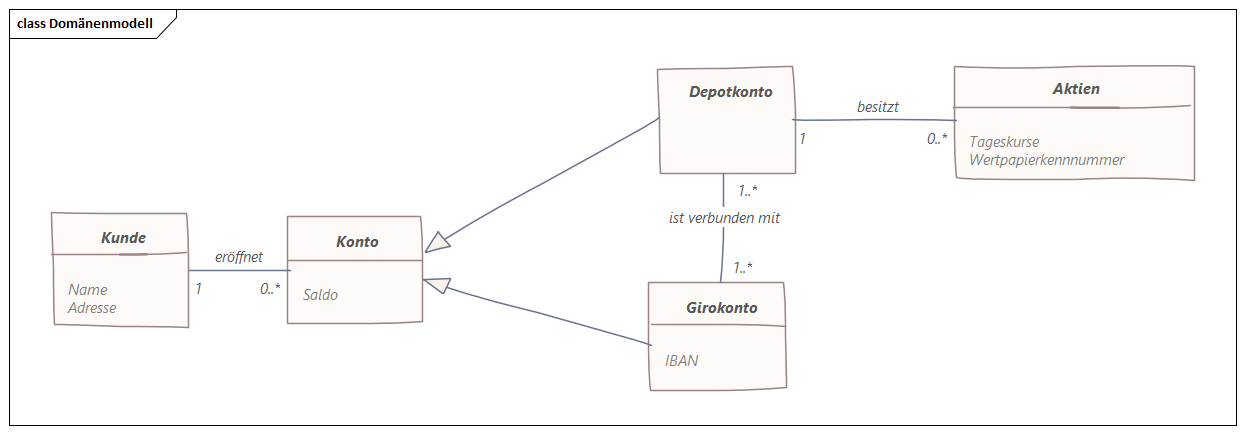 class Domänenmodell
Depotkonto
besitzt
1
0..*
Aktien
Tageskurse
Wertpapierkennnummer
1..*
ist verbunden mit
1..*
Kunde
Name
Adresse
eröffnet
1
0..*
Konto
Saldo
Girokonto
IBAN